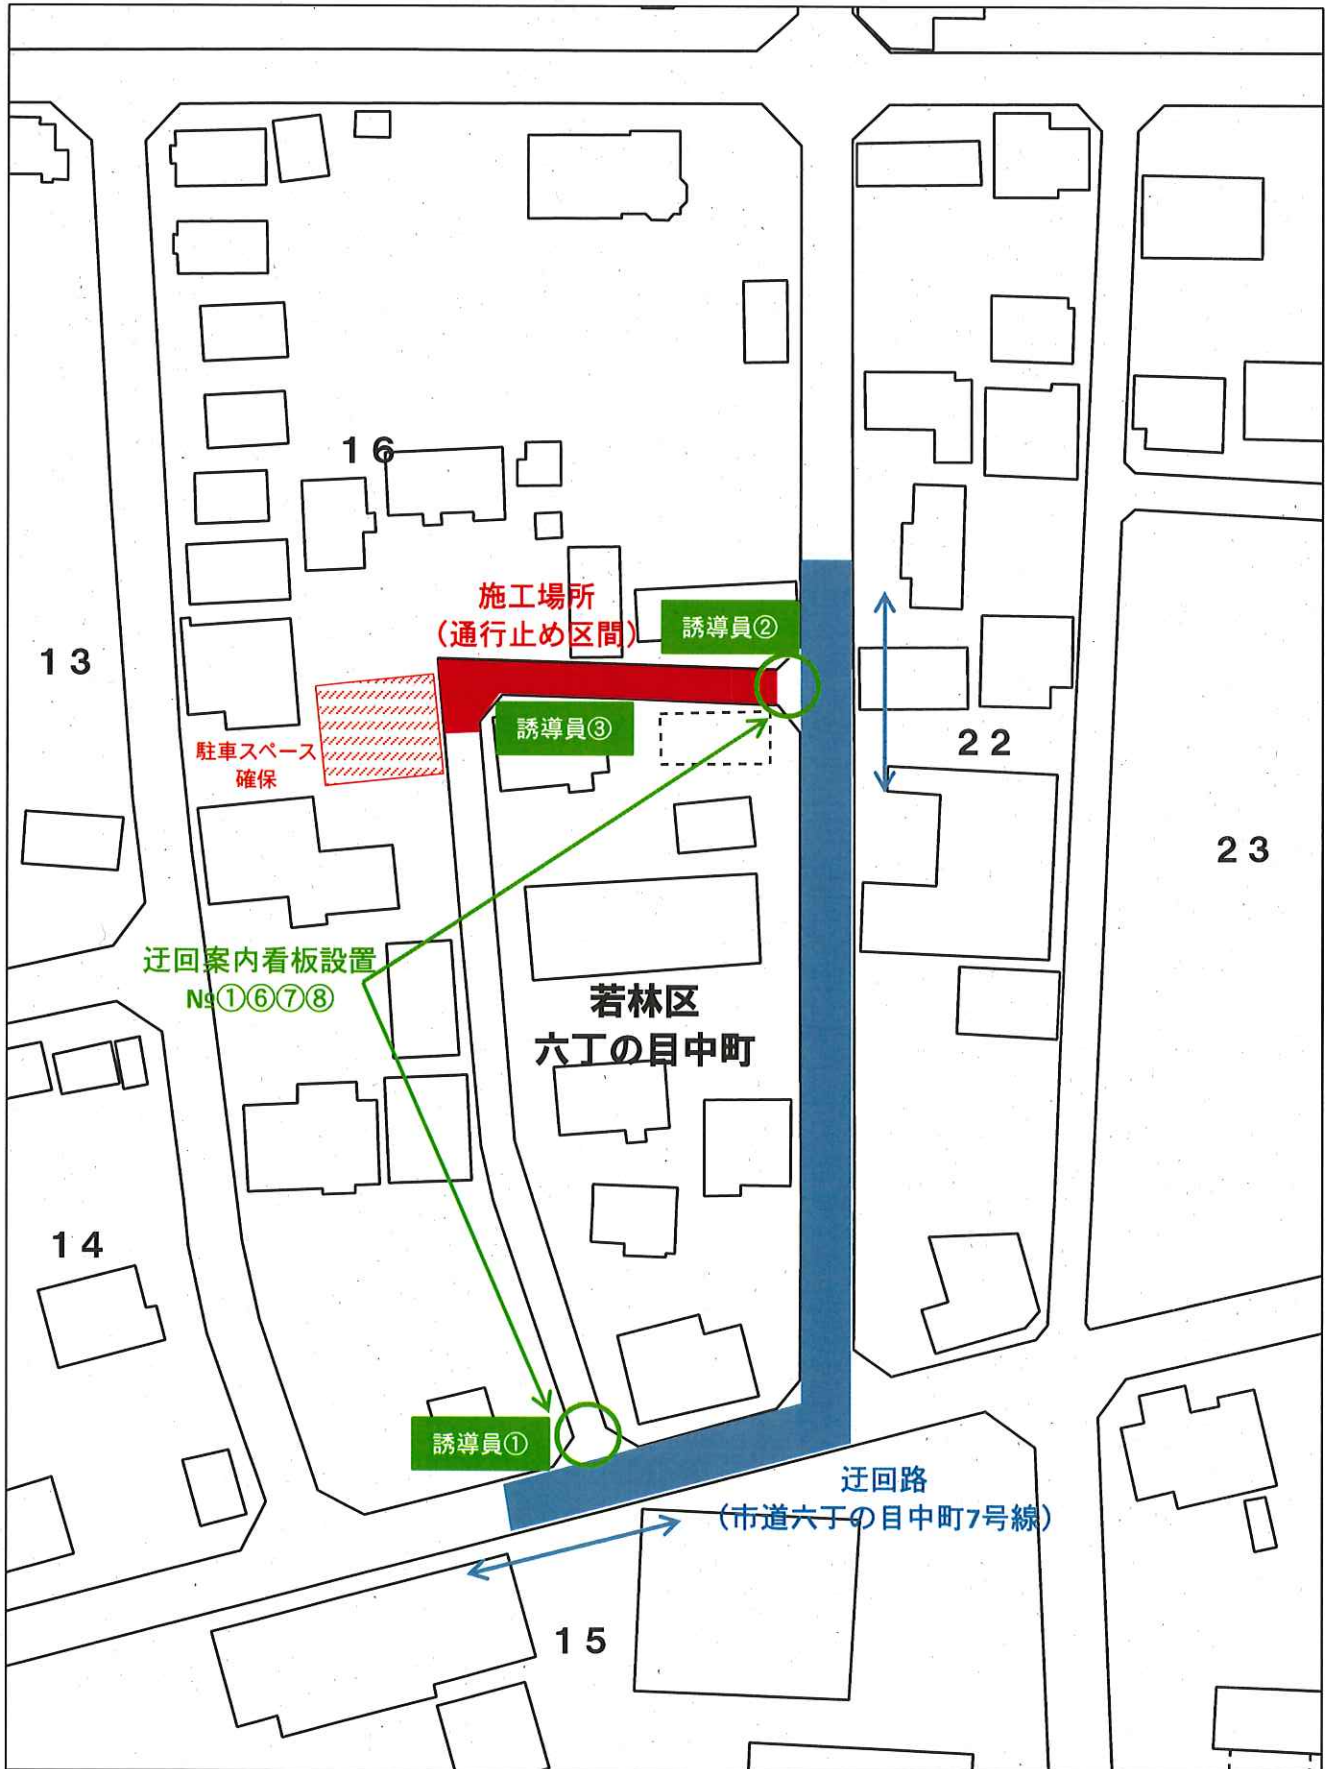 16
施工場所
(通行止め区間)
誘導員②
13
誘導員③
駐車スペース
確保
22
23
迂回案内看板設置
№①⑥⑦⑧
若林区
六丁の目中町
14
誘導員①
迂回路
(市道六丁の目中町7号線)
15